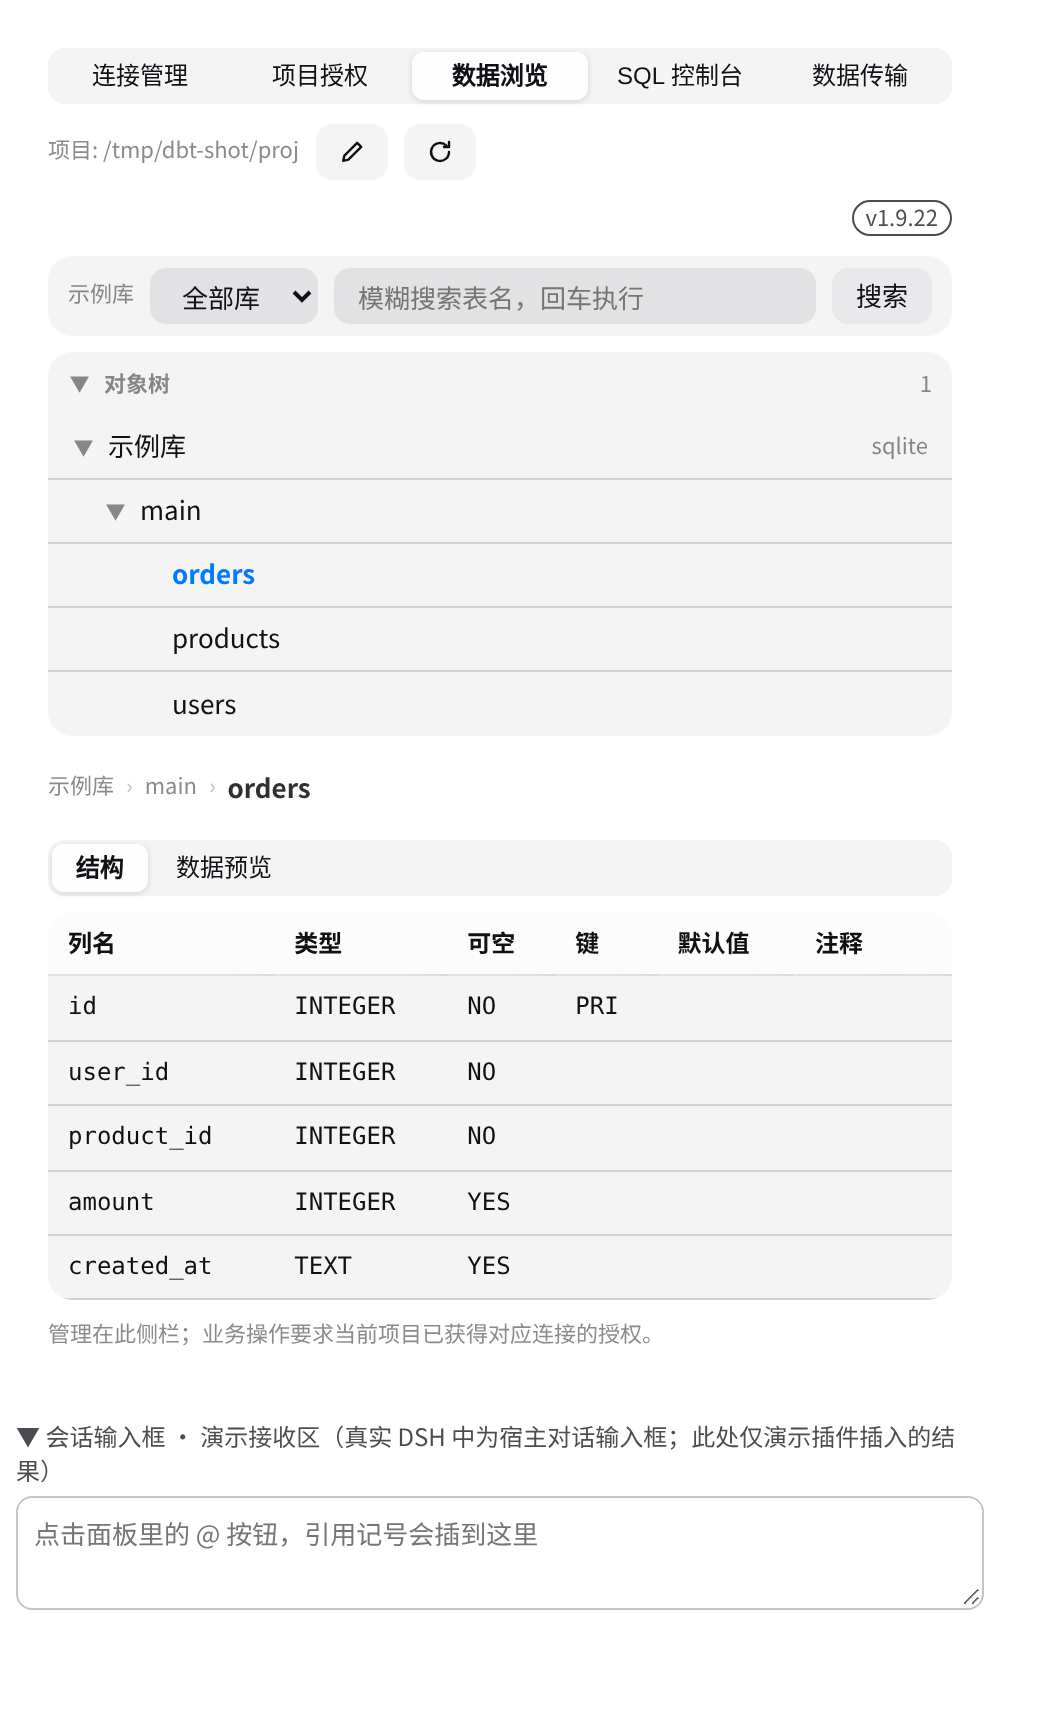 连接管理 项目授权 数据浏览 SQL 控制台 数据传输
项目: /tmp/dbt-shot/proj
v1.9.22
示例库 全部库 模糊搜索表名，回车执行 搜索
▼ 对象树 1
▼ 示例库 sqlite
▼ main
orders
products
users
示例库 › main › orders
结构 数据预览
列名 类型 可空 键 默认值 注释
id INTEGER NO PRI
user_id INTEGER NO
product_id INTEGER NO
amount INTEGER YES
created_at TEXT YES
管理在此侧栏；业务操作要求当前项目已获得对应连接的授权。
▼ 会话输入框 · 演示接收区（真实 DSH 中为宿主对话输入框；此处仅演示插件插入的结
果）
点击面板里的 @ 按钮，引用记号会插到这里